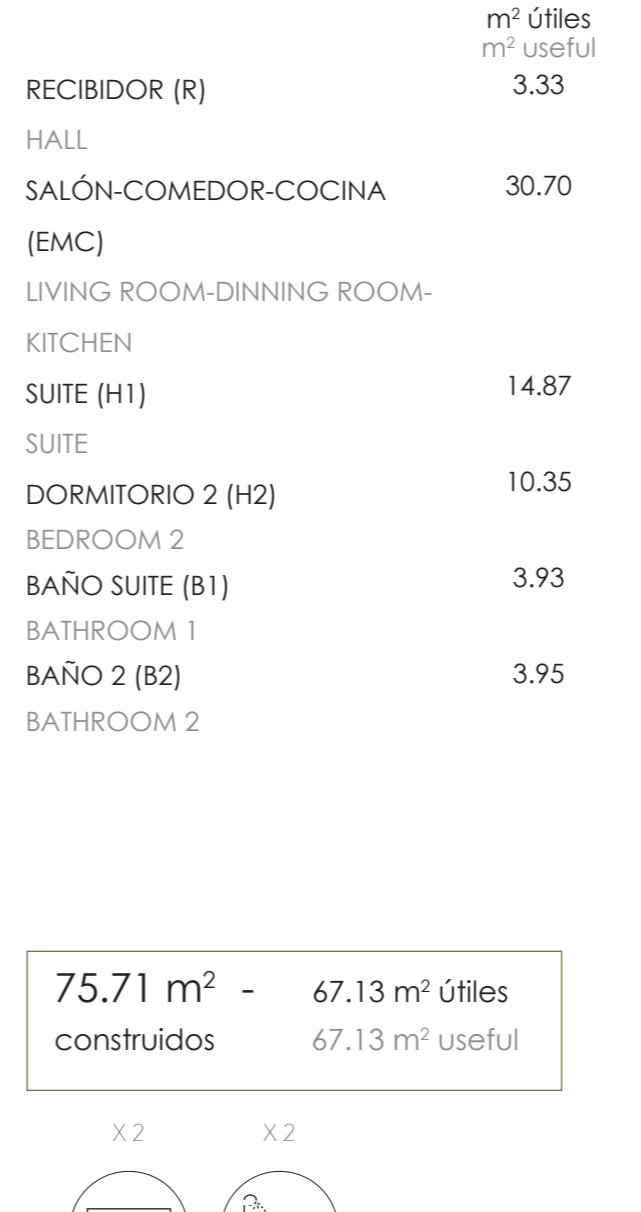 m² útiles
m² useful
RECIBIDOR (R) 3.33
HALL
SALÓN-COMEDOR-COCINA 30.70
(EMC)
LIVING ROOM-DINNING ROOM-
KITCHEN
SUITE (H1) 14.87
SUITE
DORMITORIO 2 (H2) 10.35
BEDROOM 2
BAÑO SUITE (B1) 3.93
BATHROOM 1
BAÑO 2 (B2) 3.95
BATHROOM 2
75.71 m² - 67.13 m² útiles
construidos 67.13 m² useful
X 2 X 2